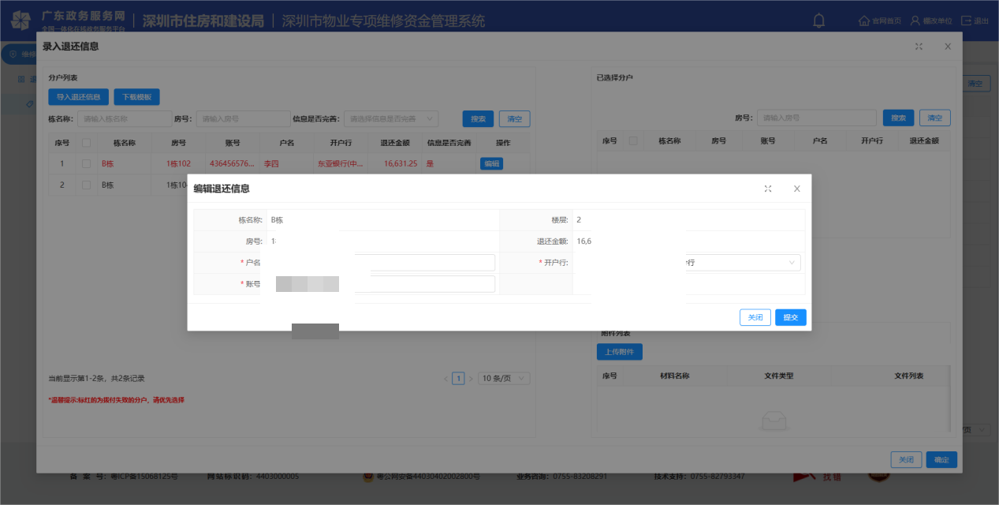 广东政务服务网
全国一体化在线政务服务平台
深圳市住房和建设局
深圳市物业专项维修资金管理系统
官网首页
退出
录入退还信息
清空
分户列表
导入退还信息 下载模板
栋名称: 请输入栋名称 房号: 请输入房号 信息是否完善: 请选择信息是否完善 搜索 清空
序号 栋名称 房号 账号 户名 开户行 退还金额 信息是否完善 操作
1 B栋 1栋102 436456576... 李四 东亚银行(中... 16,631.25 是 编辑
2 B栋
已选择分户
房号: 请输入房号 搜索 清空
序号 栋名称 房号 账号 户名 开户行 退还金额
编辑退还信息
栋名称: B栋 楼层: 2
房号: 1 退还金额: 16,6
* 户名 * 开户行: 行
* 账号
关闭 提交
附件列表
上传附件
序号 材料名称 文件类型 文件列表
当前显示第1-2条，共2条记录 1 10 条/页
*温馨提示:标红的为拨付失败的分户，请优先选择
关闭 确定
备 案 号：粤ICP备15068125号 网站标识码：4403000005 粤公网安备44030402002800号 业务咨询：0755-83208291 技术支持：0755-82793347 找错